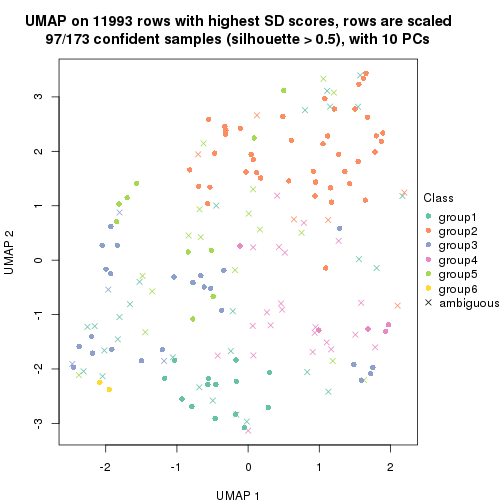 UMAP on 11993 rows with highest SD scores, rows are scaled
97/173 confident samples (silhouette > 0.5), with 10 PCs
3
2
1
0
-1
-2
-3
UMAP 2
-2
-1
0
1
2
UMAP 1
Class
group1
group2
group3
group4
group5
group6
ambiguous